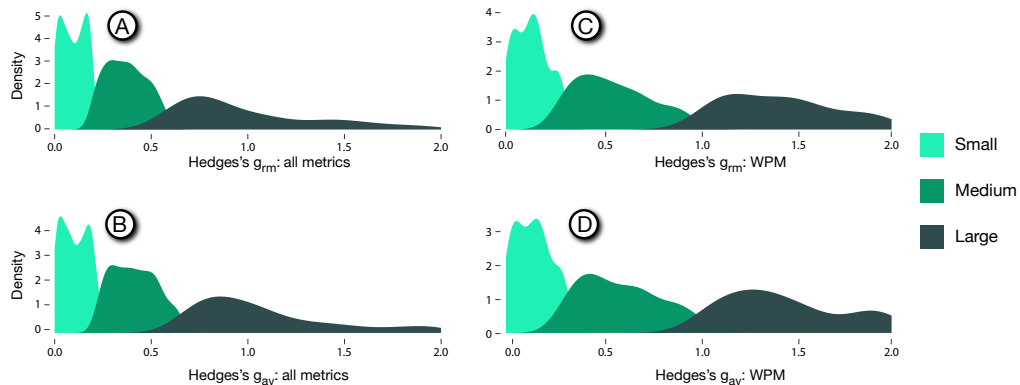 A
Density
5
4
3
2
1
0
0.0 0.5 1.0 1.5 2.0
Hedges's grm: all metrics
C
4
3
2
1
0
0.0 0.5 1.0 1.5 2.0
Hedges's grm: WPM
B
Density
4
3
2
1
0
0.0 0.5 1.0 1.5 2.0
Hedges's gav: all metrics
D
3
2
1
0
0.0 0.5 1.0 1.5 2.0
Hedges's gav: WPM
Small
Medium
Large